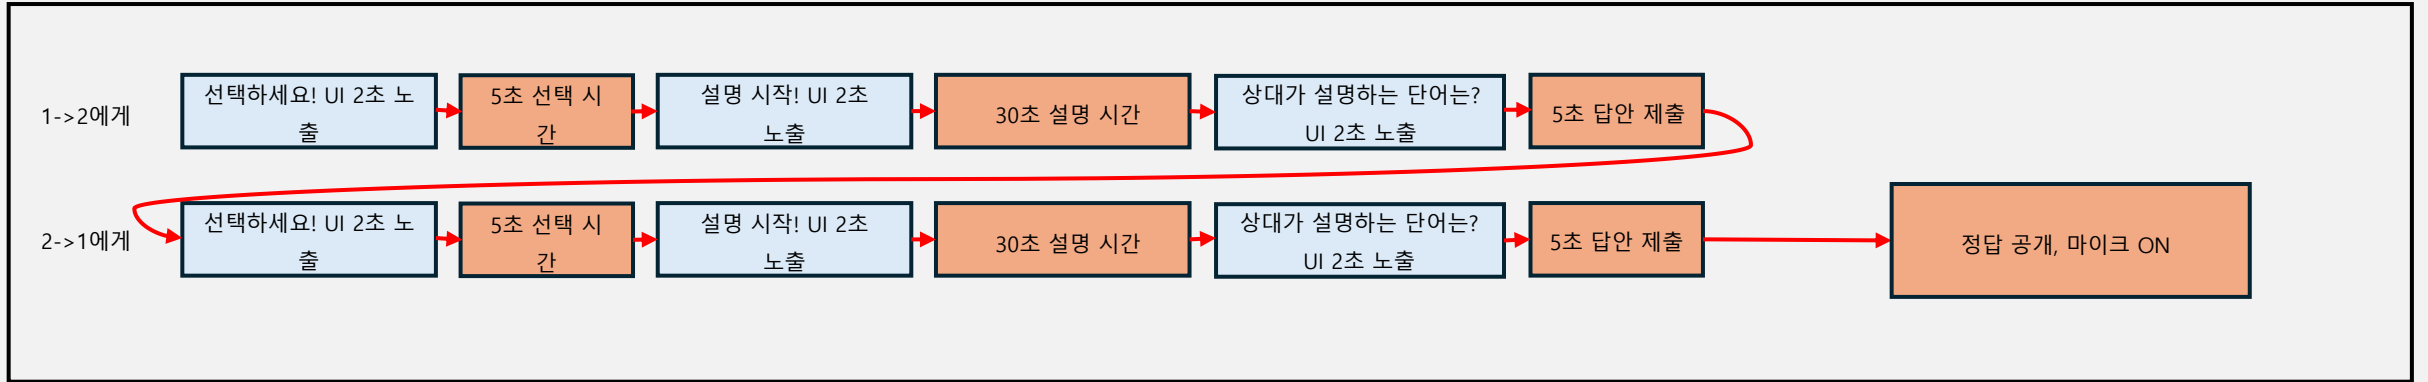 1->2에게
선택하세요! UI 2초 노
출
5초 선택 시
간
설명 시작! UI 2초
노출
30초 설명 시간
상대가 설명하는 단어는?
UI 2초 노출
5초 답안 제출
2->1에게
선택하세요! UI 2초 노
출
5초 선택 시
간
설명 시작! UI 2초
노출
30초 설명 시간
상대가 설명하는 단어는?
UI 2초 노출
5초 답안 제출
정답 공개, 마이크 ON